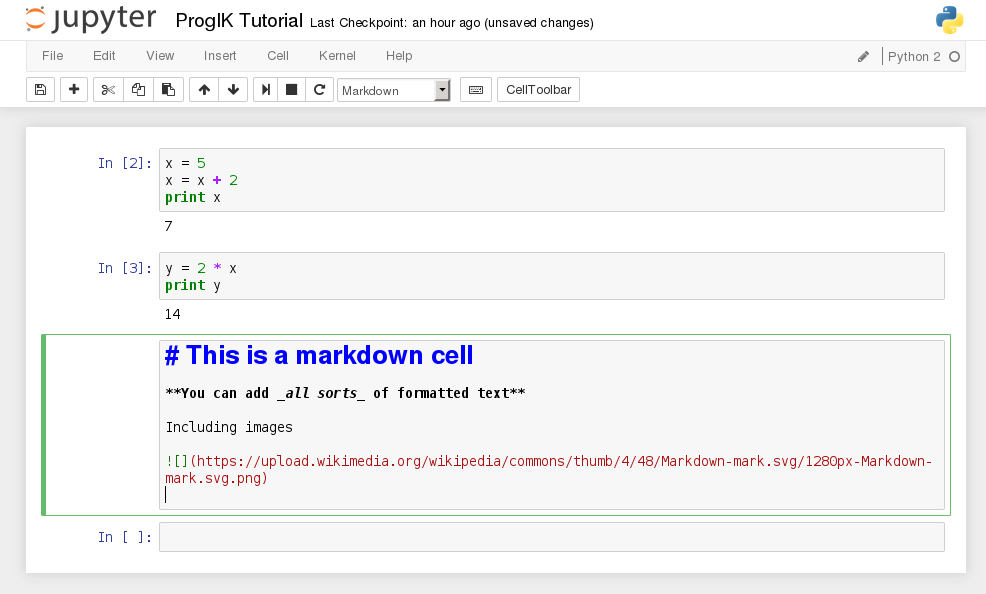 jupyter ProgIK Tutorial Last Checkpoint: an hour ago (unsaved changes)
File Edit View Insert Cell Kernel Help Python 2
Markdown CellToolbar
In [2]: x = 5
x = x + 2
print x
7
In [3]: y = 2 * x
print y
14
# This is a markdown cell
**You can add _all sorts_ of formatted text**
Including images
![](https://upload.wikimedia.org/wikipedia/commons/thumb/4/48/Markdown-mark.svg/1280px-Markdown-
mark.svg.png)
In [ ]: